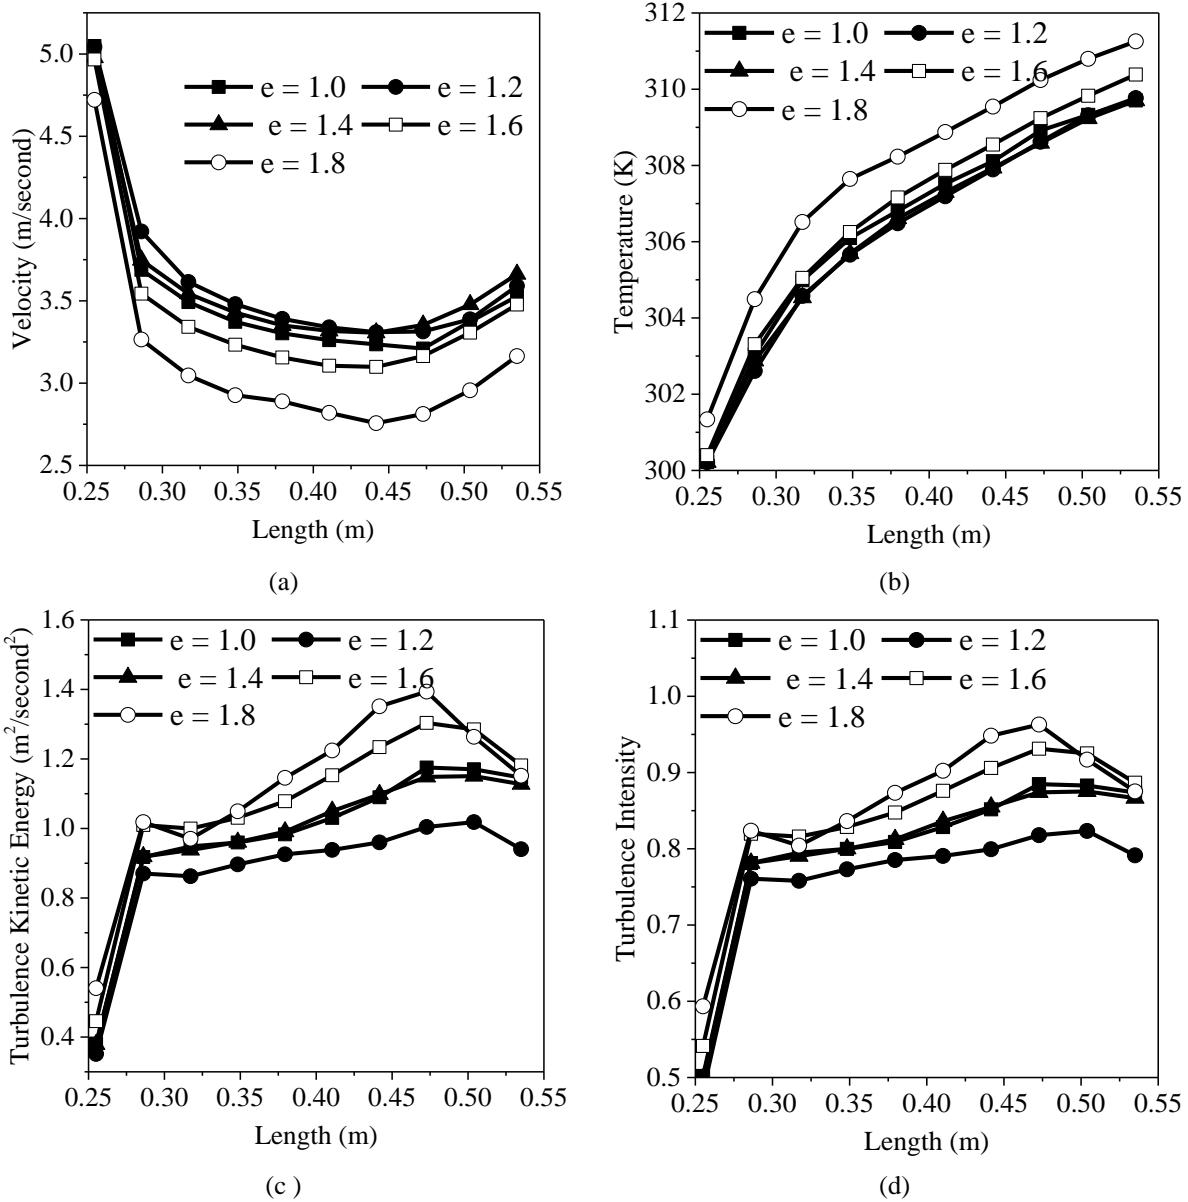 5.0
4.5
4.0
3.5
3.0
2.5
Velocity (m/second)
e = 1.0 e = 1.2
e = 1.4 e = 1.6
e = 1.8
0.25 0.30 0.35 0.40 0.45 0.50 0.55
Length (m)
(a)
312
310
308
306
304
302
300
Temperature (K)
e = 1.0 e = 1.2
e = 1.4 e = 1.6
e = 1.8
0.25 0.30 0.35 0.40 0.45 0.50 0.55
Length (m)
(b)
1.6
1.4
1.2
1.0
0.8
0.6
0.4
Turbulence Kinetic Energy (m²/second²)
e = 1.0 e = 1.2
e = 1.4 e = 1.6
e = 1.8
0.25 0.30 0.35 0.40 0.45 0.50 0.55
Length (m)
(c )
1.1
1.0
0.9
0.8
0.7
0.6
0.5
Turbulence Intensity
e = 1.0 e = 1.2
e = 1.4 e = 1.6
e = 1.8
0.25 0.30 0.35 0.40 0.45 0.50 0.55
Length (m)
(d)